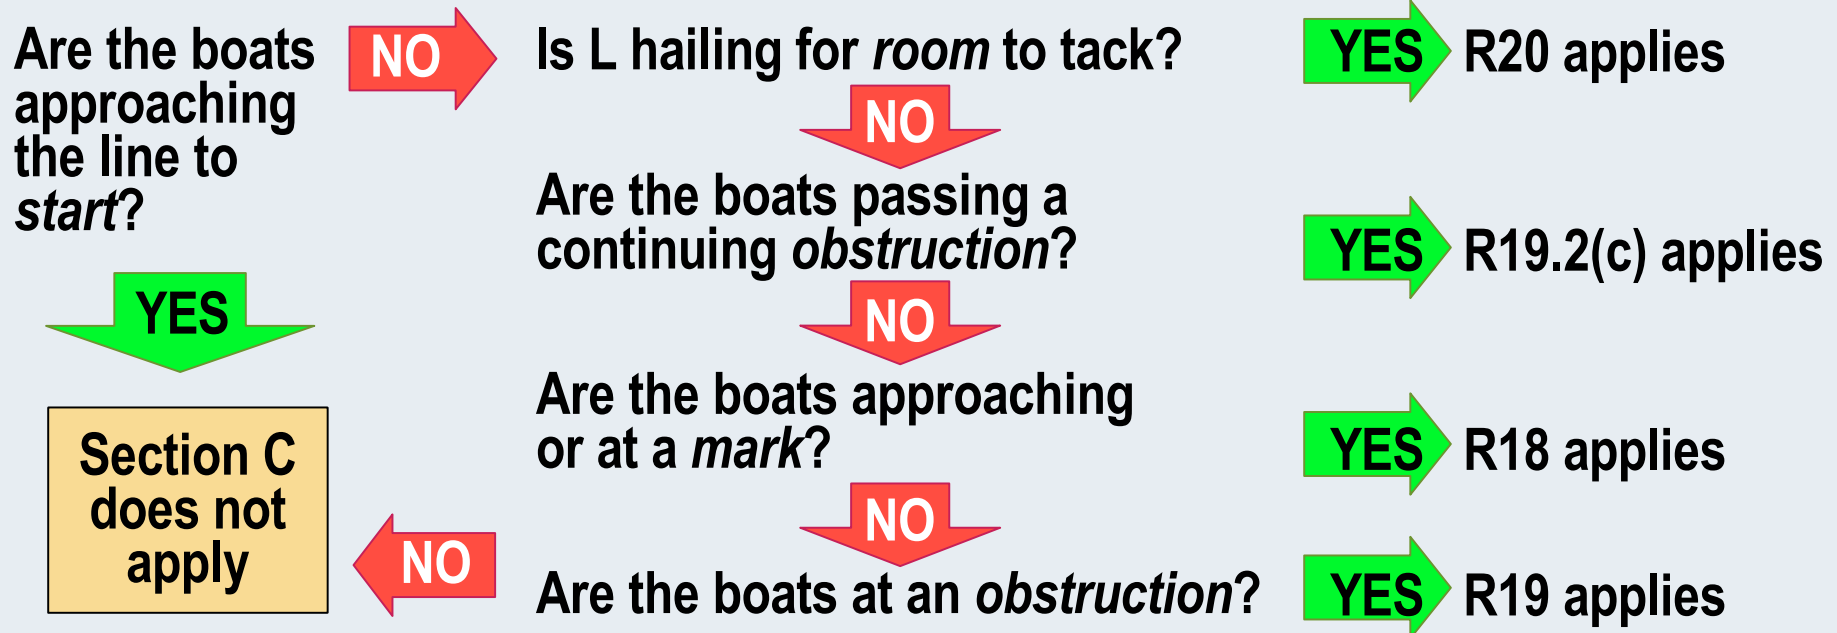 Are the boats
approaching
the line to
start?
NO
YES
Section C
does not
apply
Is L hailing for room to tack?
YES
R20 applies
NO
Are the boats passing a
continuing obstruction?
YES
R19.2(c) applies
NO
Are the boats approaching
or at a mark?
YES
R18 applies
NO
Are the boats at an obstruction?
YES
R19 applies
NO